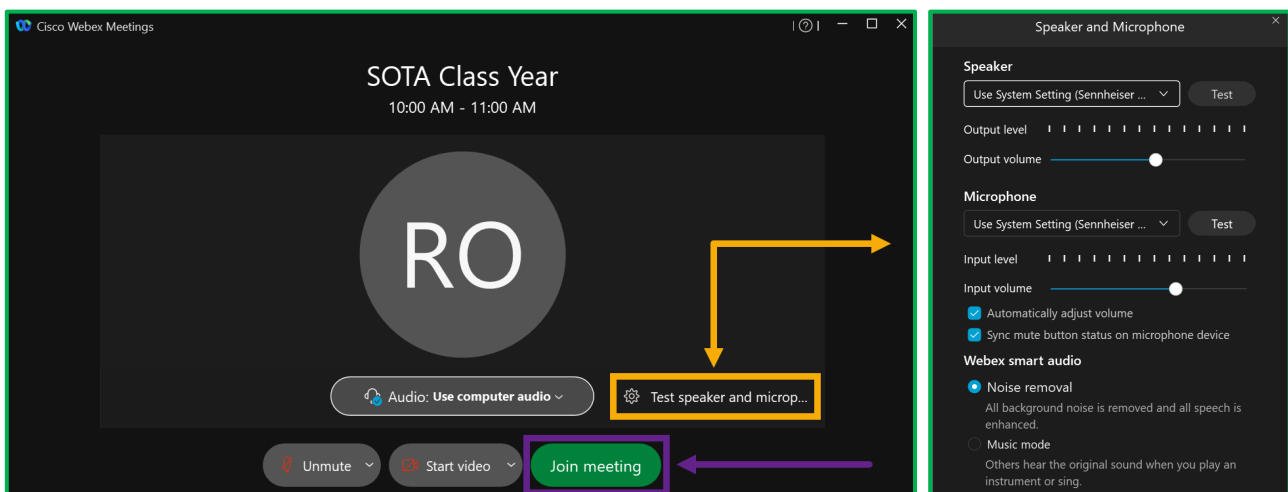 Cisco Webex Meetings
SOTA Class Year
10:00 AM - 11:00 AM
RO
Audio: Use computer audio
Test speaker and microp...
Unmute
Start video
Join meeting
Speaker and Microphone
Speaker
Use System Setting (Sennheiser ...
Test
Output level
Output volume
Microphone
Use System Setting (Sennheiser ...
Test
Input level
Input volume
Automatically adjust volume
Sync mute button status on microphone device
Webex smart audio
Noise removal
All background noise is removed and all speech is
enhanced.
Music mode
Others hear the original sound when you play an
instrument or sing.